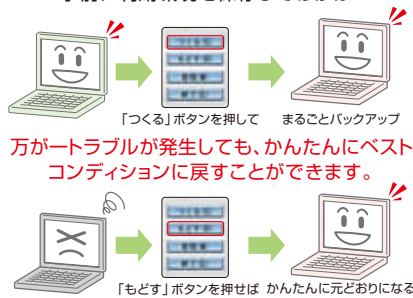 「つくる」ボタンを押して
まるごとバックアップ
万が一トラブルが発生しても、かんたんにベスト
コンディションに戻すことができます。
「もどす」ボタンを押せば
かんたんに元どおりになる